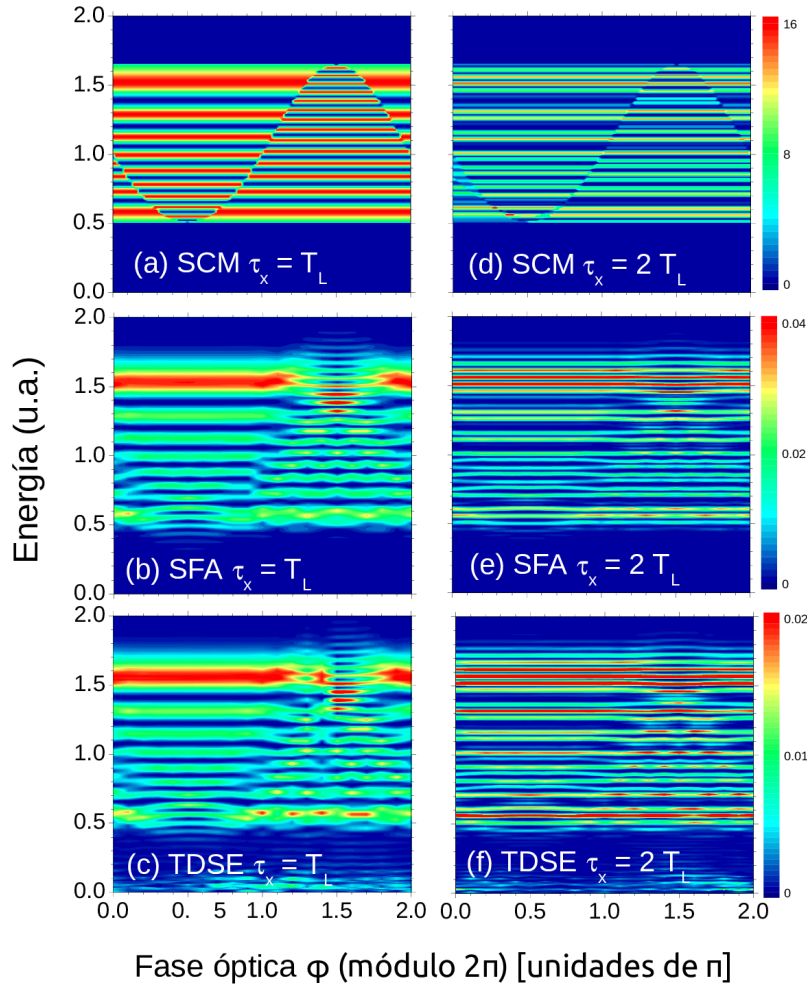 2.0
1.5
1.0
0.5
0.0
(a) SCM τx = TL
(d) SCM τx = 2 TL
16
8
0
2.0
1.5
1.0
0.5
0.0
(b) SFA τx = TL
(e) SFA τx = 2 TL
0.04
0.02
0
2.0
1.5
1.0
0.5
0.0
(c) TDSE τx = TL
(f) TDSE τx = 2 TL
0.02
0.01
0
0.0 0. 5 1.0 1.5 2.0
0.0 0.5 1.0 1.5 2.0
Energía (u.a.)
Fase óptica φ (módulo 2π) [unidades de π]